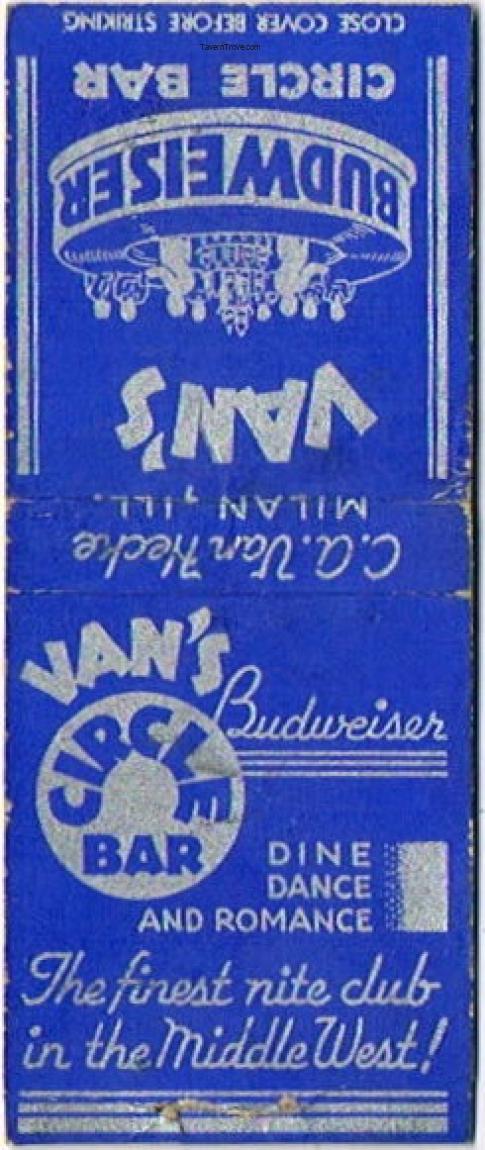 CLOSE COVER BEFORE STRIKING
TavernTrove.com
CIRCLE BAR
BUDWEISER
VAN'S
MILAN, ILL.
C.A. Van Hecke
VAN'S
CIRCLE
BAR
Budweiser
DINE
DANCE
AND ROMANCE
The finest nite club
in the Middle West!